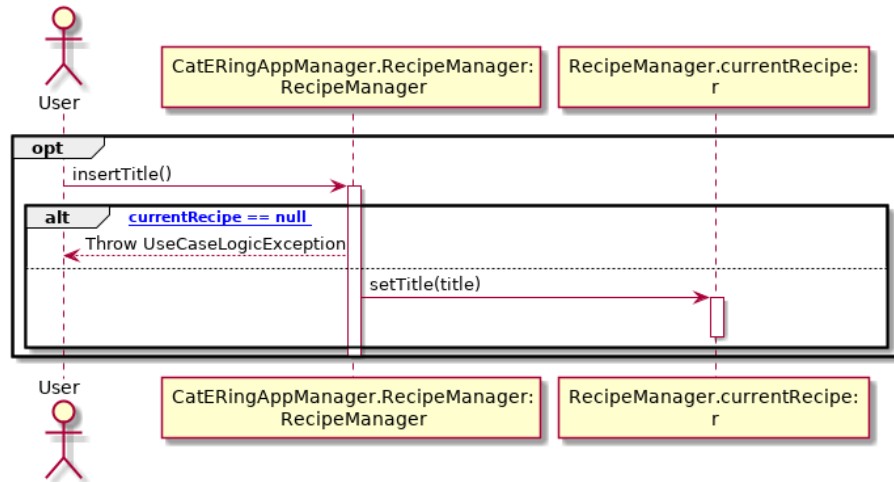 User
CatERingAppManager.RecipeManager:
RecipeManager
RecipeManager.currentRecipe:
r
opt
insertTitle()
alt
currentRecipe == null
Throw UseCaseLogicException
setTitle(title)
User
CatERingAppManager.RecipeManager:
RecipeManager
RecipeManager.currentRecipe:
r